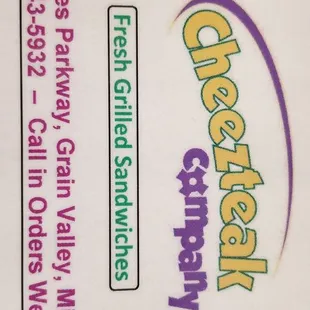 Cheezteak
company
Fresh Grilled Sandwiches
es Parkway, Grain Valley, M
3-5932 – Call in Orders We